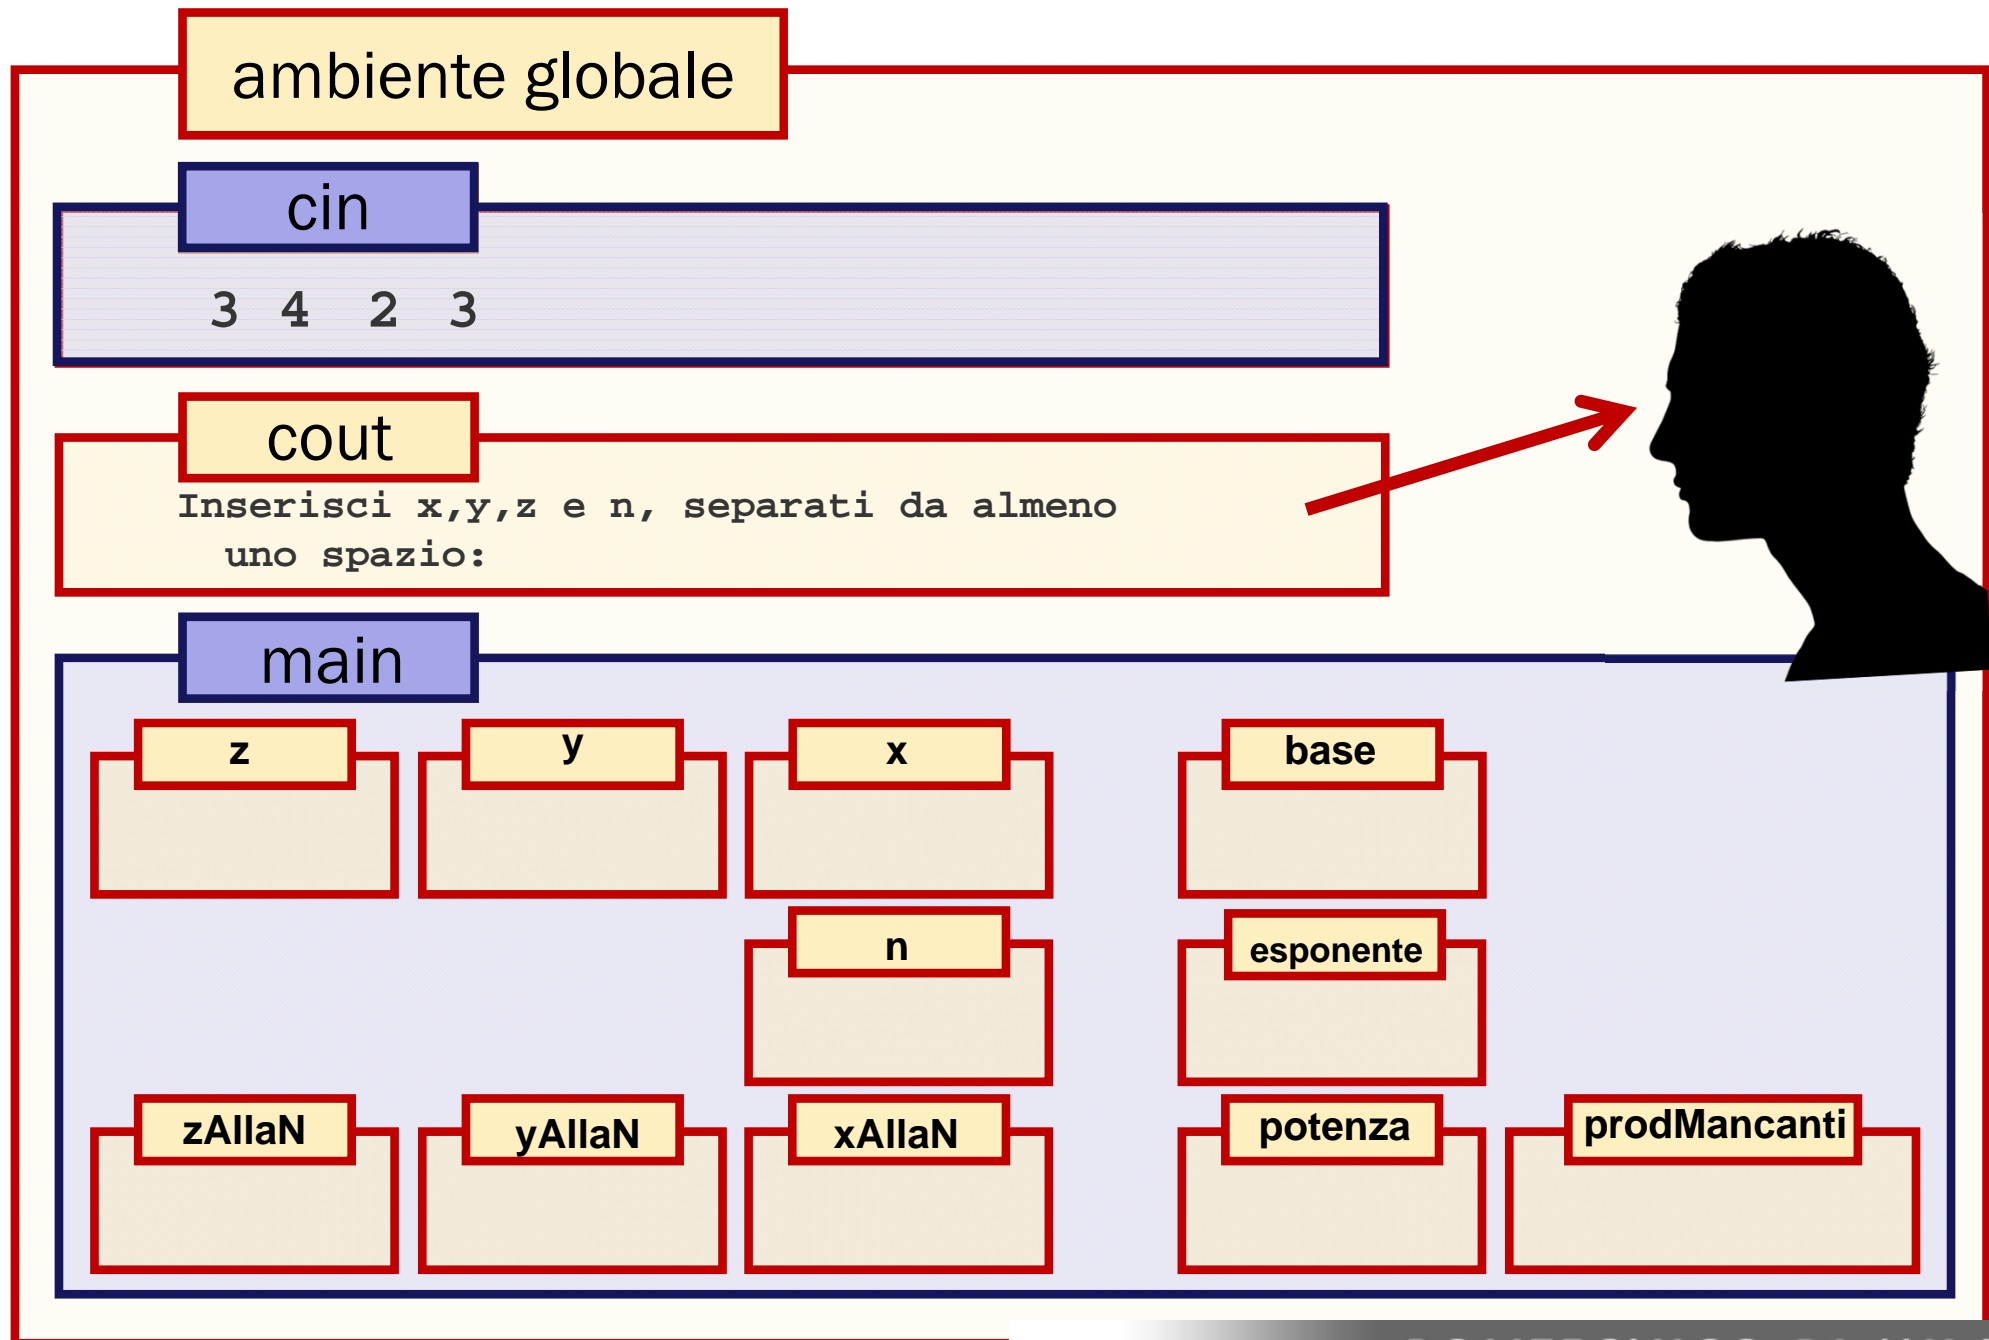 ambiente globale
cin
3 4 2 3
cout
Inserisci x,y,z e n, separati da almeno
uno spazio:
main
z y x base
n esponente
zAllaN yAllaN xAllaN potenza prodMancanti